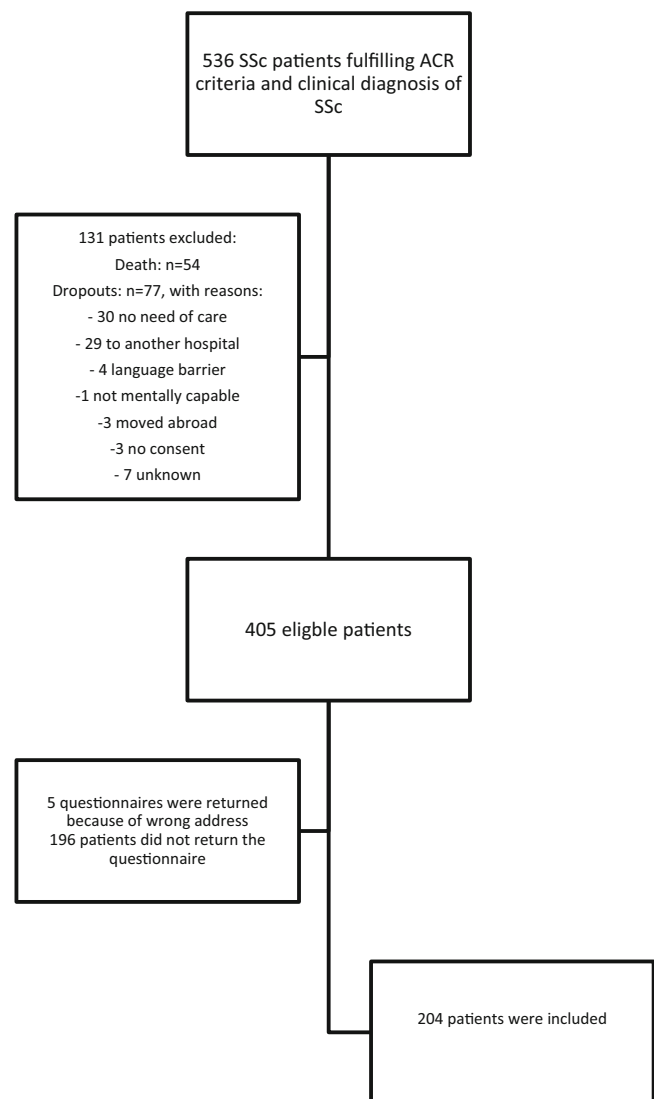 536 SSc patients fulfilling ACR
criteria and clinical diagnosis of
SSc
131 patients excluded:
Death: n=54
Dropouts: n=77, with reasons:
- 30 no need of care
- 29 to another hospital
- 4 language barrier
-1 not mentally capable
-3 moved abroad
-3 no consent
- 7 unknown
405 eligble patients
5 questionnaires were returned
because of wrong address
196 patients did not return the
questionnaire
204 patients were included